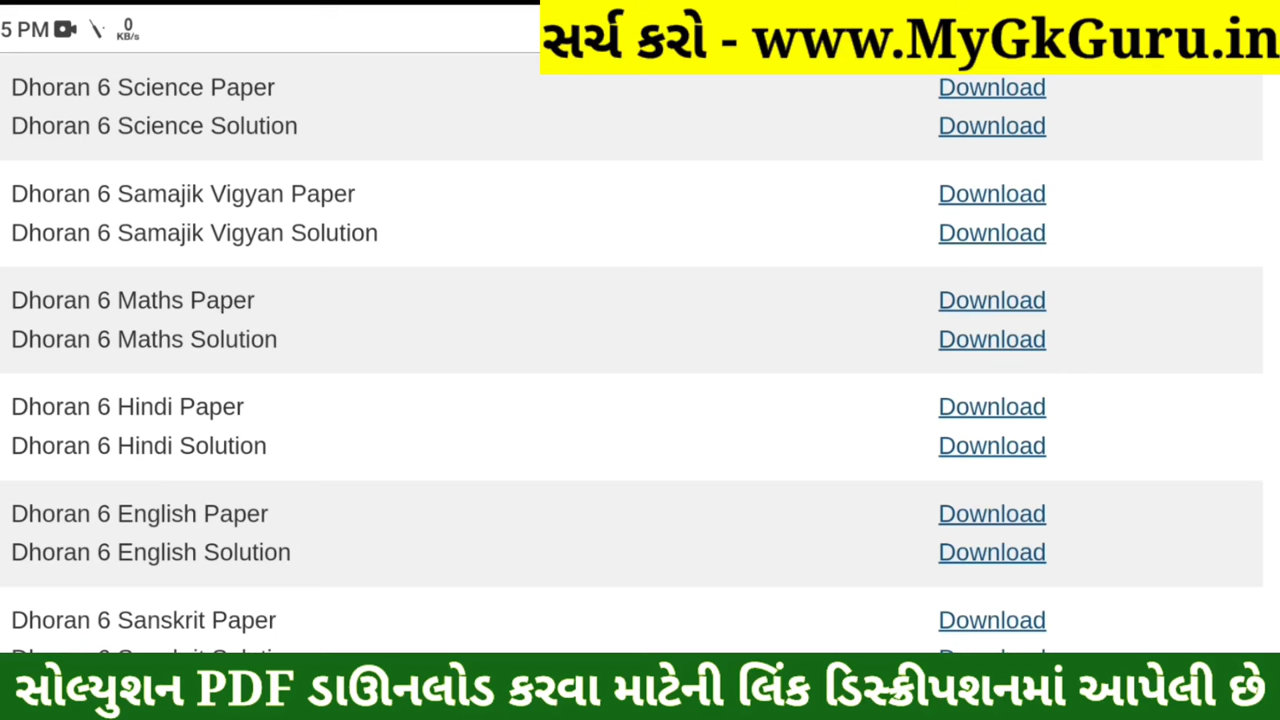 5 PM 0 KB/s
સર્ચ કરો - www.MyGkGuru.in
Dhoran 6 Science Paper Download
Dhoran 6 Science Solution Download
Dhoran 6 Samajik Vigyan Paper Download
Dhoran 6 Samajik Vigyan Solution Download
Dhoran 6 Maths Paper Download
Dhoran 6 Maths Solution Download
Dhoran 6 Hindi Paper Download
Dhoran 6 Hindi Solution Download
Dhoran 6 English Paper Download
Dhoran 6 English Solution Download
Dhoran 6 Sanskrit Paper Download
સોલ્યુશન PDF ડાઊનલોડ કરવા માટેની લિંક ડિસ્ક્રીપશનમાં આપેલી છે